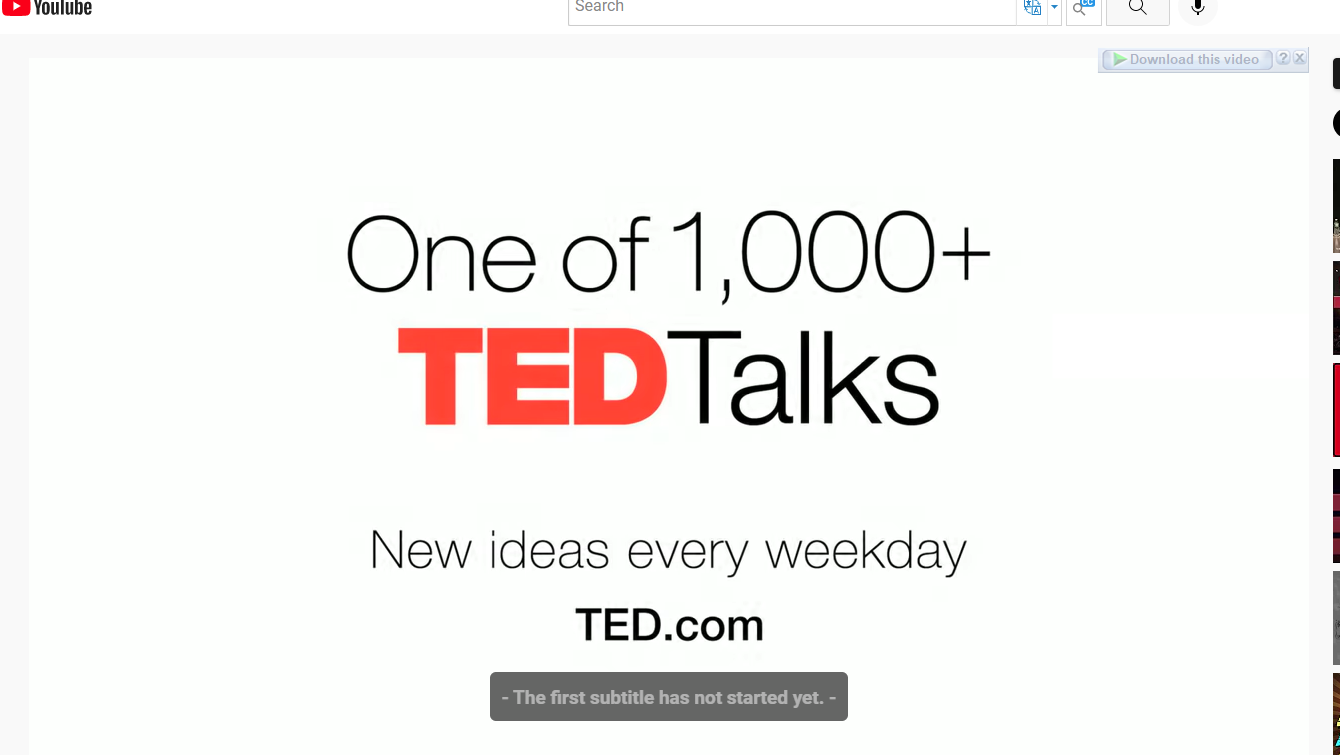 YouTube
Search
CC
Download this video
?
X
One of 1,000+
TEDTalks
New ideas every weekday
TED.com
- The first subtitle has not started yet. -